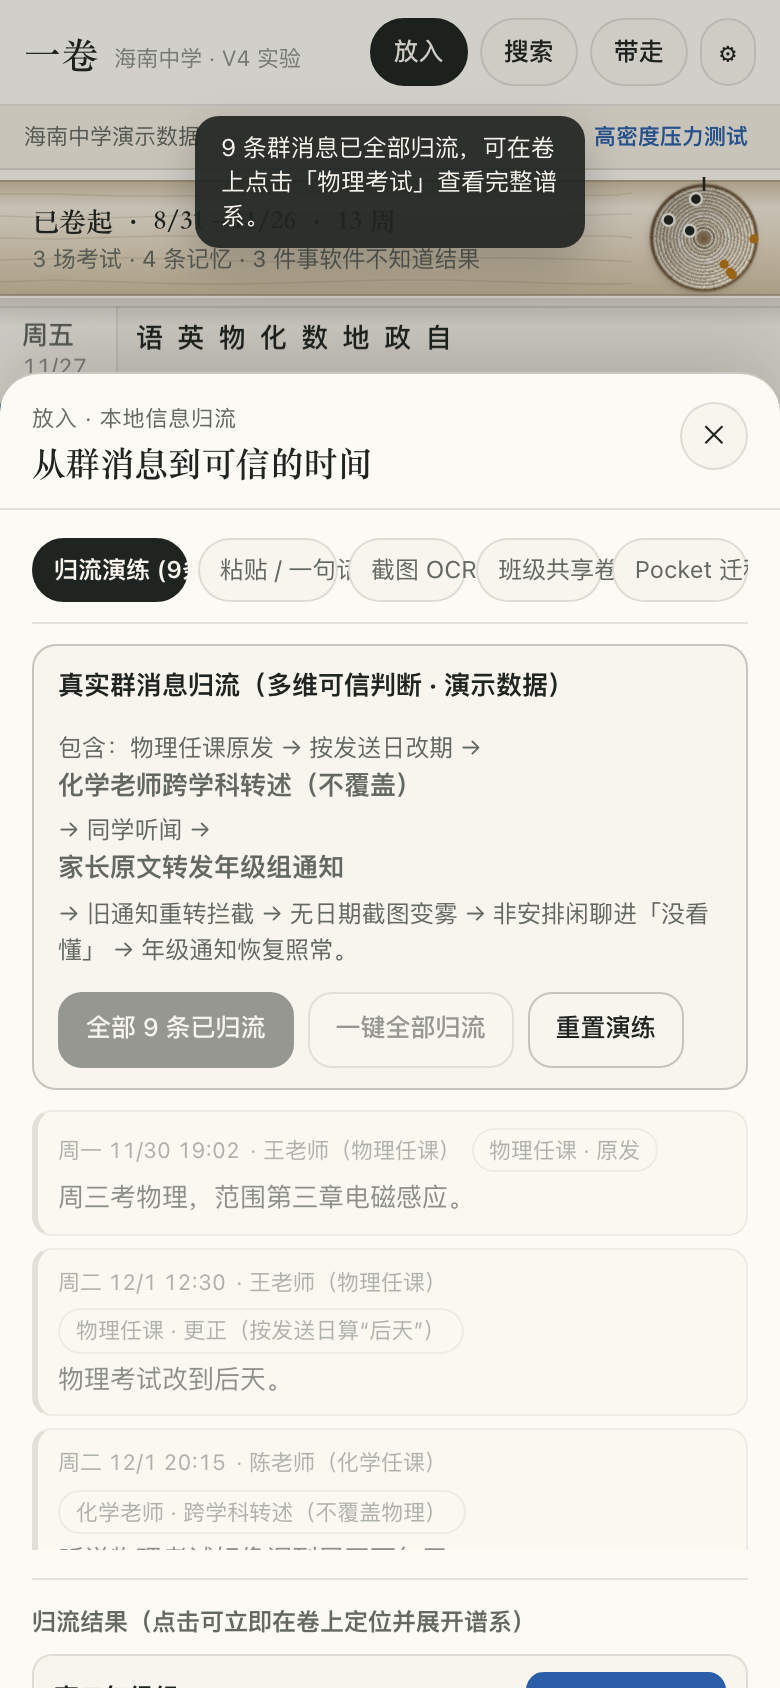 一卷 海南中学 · V4 实验 放入 搜索 带走
海南中学演示数据 高密度压力测试
9 条群消息已全部归流，可在卷
上点击「物理考试」查看完整谱
系。
已卷起 · 8/31 /26 · 13 周
3 场考试 · 4 条记忆 · 3 件事软件不知道结果
周五 语 英 物 化 数 地 政 自
11/27
放入 · 本地信息归流
从群消息到可信的时间
归流演练 (9 粘贴 / 一句 截图 OCR 班级共享卷 Pocket 迁
真实群消息归流（多维可信判断 · 演示数据）
包含：物理任课原发 → 按发送日改期 →
化学老师跨学科转述（不覆盖）
→ 同学听闻 →
家长原文转发年级组通知
→ 旧通知重转拦截 → 无日期截图变雾 → 非安排闲聊进「没看
懂」 → 年级通知恢复照常。
全部 9 条已归流 一键全部归流 重置演练
周一 11/30 19:02 · 王老师（物理任课） 物理任课 · 原发
周三考物理，范围第三章电磁感应。
周二 12/1 12:30 · 王老师（物理任课）
物理任课 · 更正（按发送日算“后天”）
物理考试改到后天。
周二 12/1 20:15 · 陈老师（化学任课）
化学老师 · 跨学科转述（不覆盖物理）
归流结果（点击可立即在卷上定位并展开谱系）